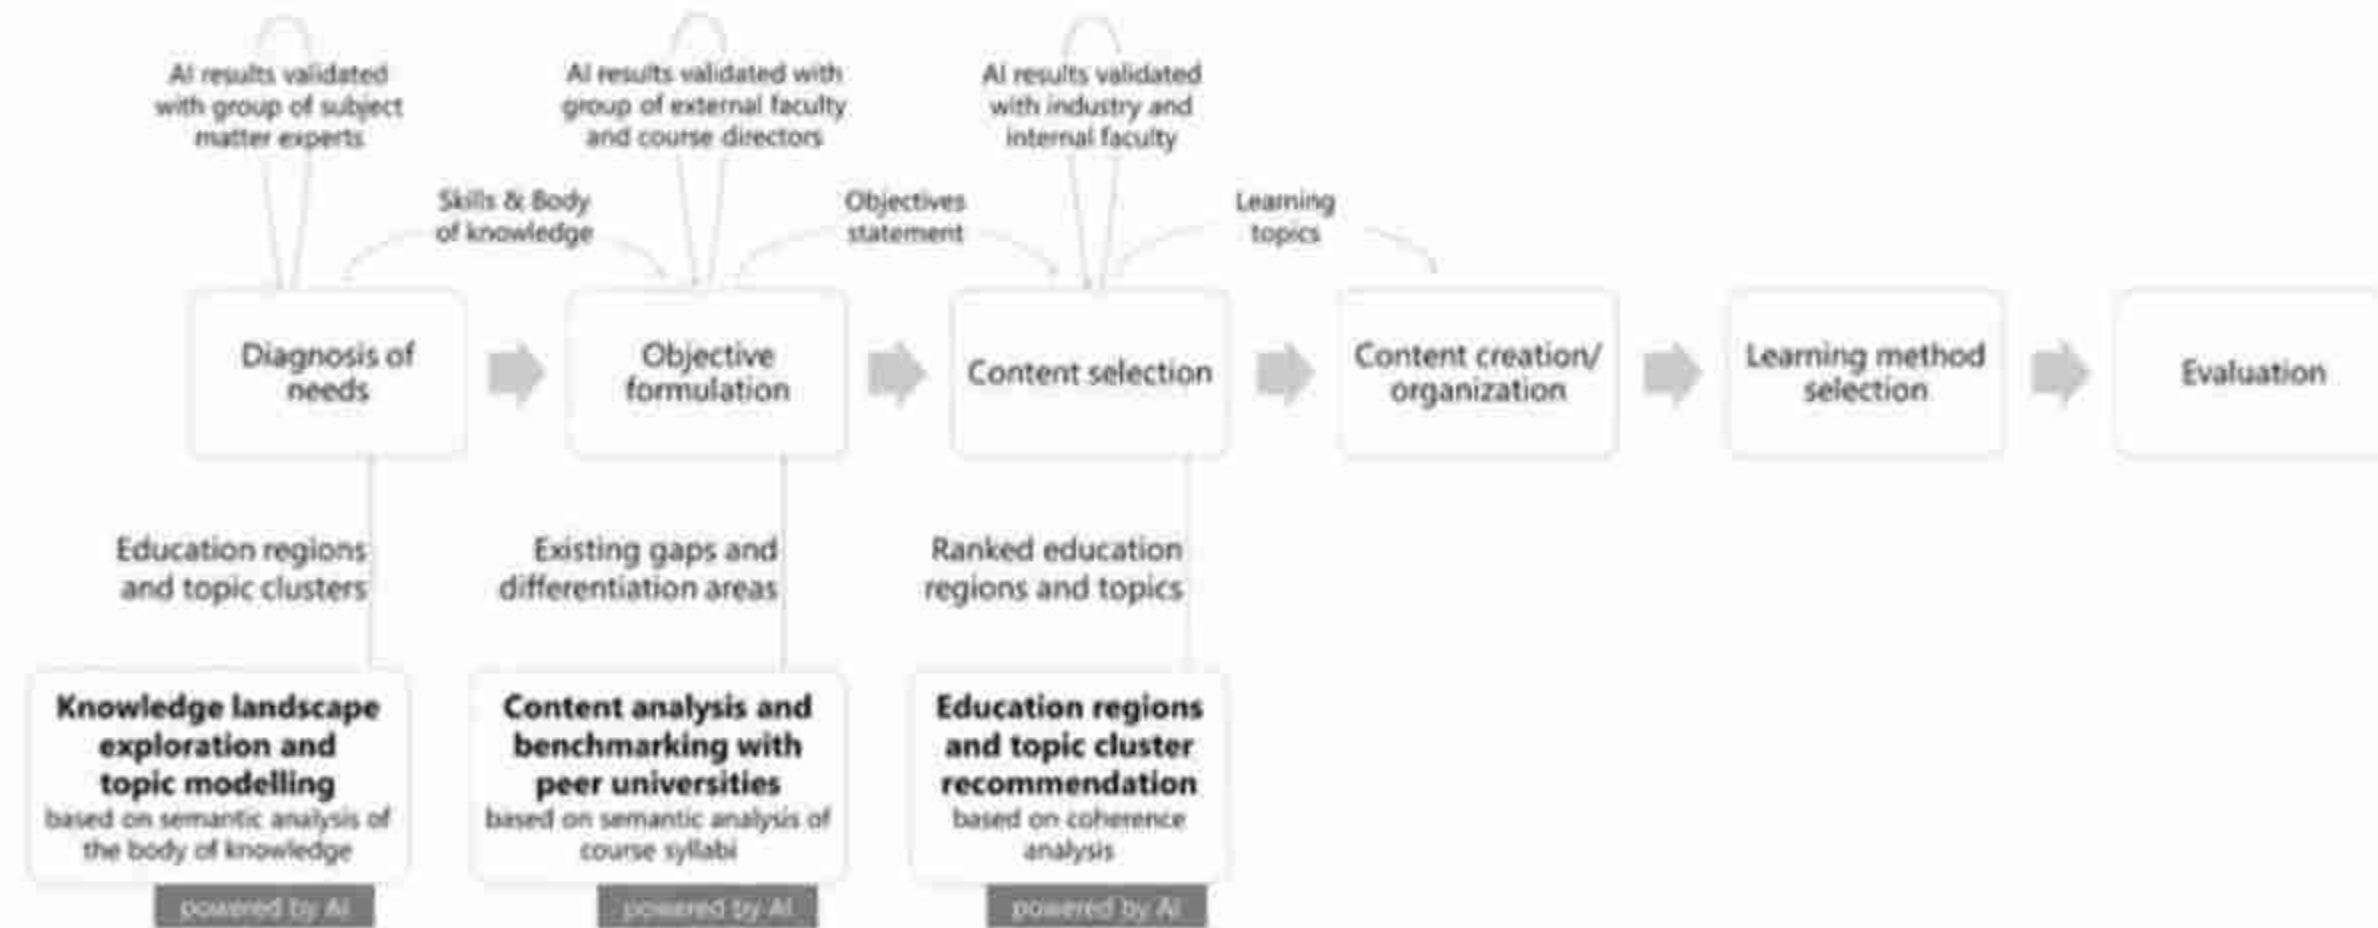 AI results validated
with group of subject
matter experts
AI results validated with
group of external faculty
and course directors
AI results validated
with industry and
internal faculty
Skills & Body
of knowledge
Objectives
statement
Learning
topics
Diagnosis of
needs
Objective
formulation
Content selection
Content creation/
organization
Learning method
selection
Evaluation
Education regions
and topic clusters
Existing gaps and
differentiation areas
Ranked education
regions and topics
Knowledge landscape
exploration and
topic modelling
based on semantic analysis of
the body of knowledge
powered by AI
Content analysis and
benchmarking with
peer universities
based on semantic analysis of
course syllabi
powered by AI
Education regions
and topic cluster
recommendation
based on coherence
analysis
powered by AI